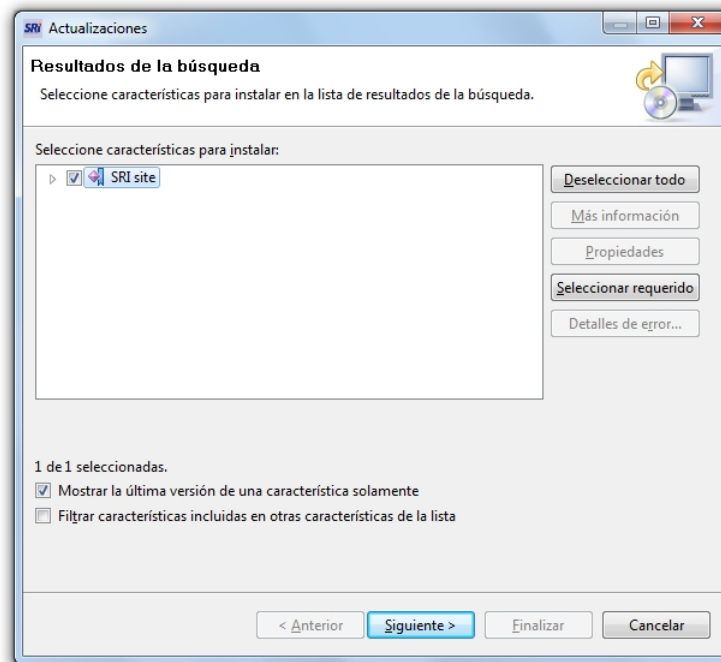 SRi Actualizaciones
Resultados de la búsqueda
Seleccione características para instalar en la lista de resultados de la búsqueda.
Seleccione características para instalar:
SRI site
Deseleccionar todo
Más información
Propiedades
Seleccionar requerido
Detalles de error...
1 de 1 seleccionadas.
Mostrar la última versión de una característica solamente
Filtrar características incluidas en otras características de la lista
< Anterior
Siguiente >
Finalizar
Cancelar